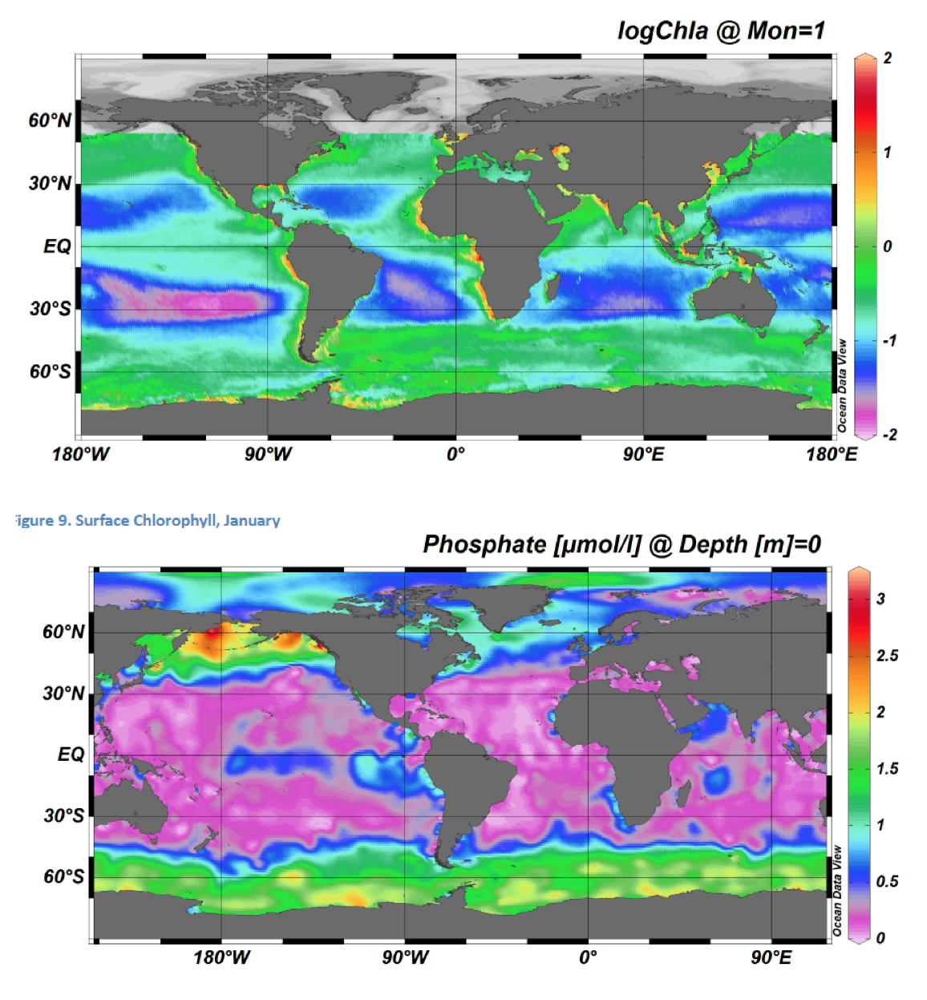 logChla @ Mon=1
2
60°N
1
30°N
EQ
0
30°S
-1
60°S
Ocean Data View
-2
180°W 90°W 0° 90°E 180°E
igure 9. Surface Chlorophyll, January
Phosphate [µmol/l] @ Depth [m]=0
3
60°N
2.5
30°N
2
EQ
1.5
30°S
1
60°S
0.5
Ocean Data View
0
180°W 90°W 0° 90°E